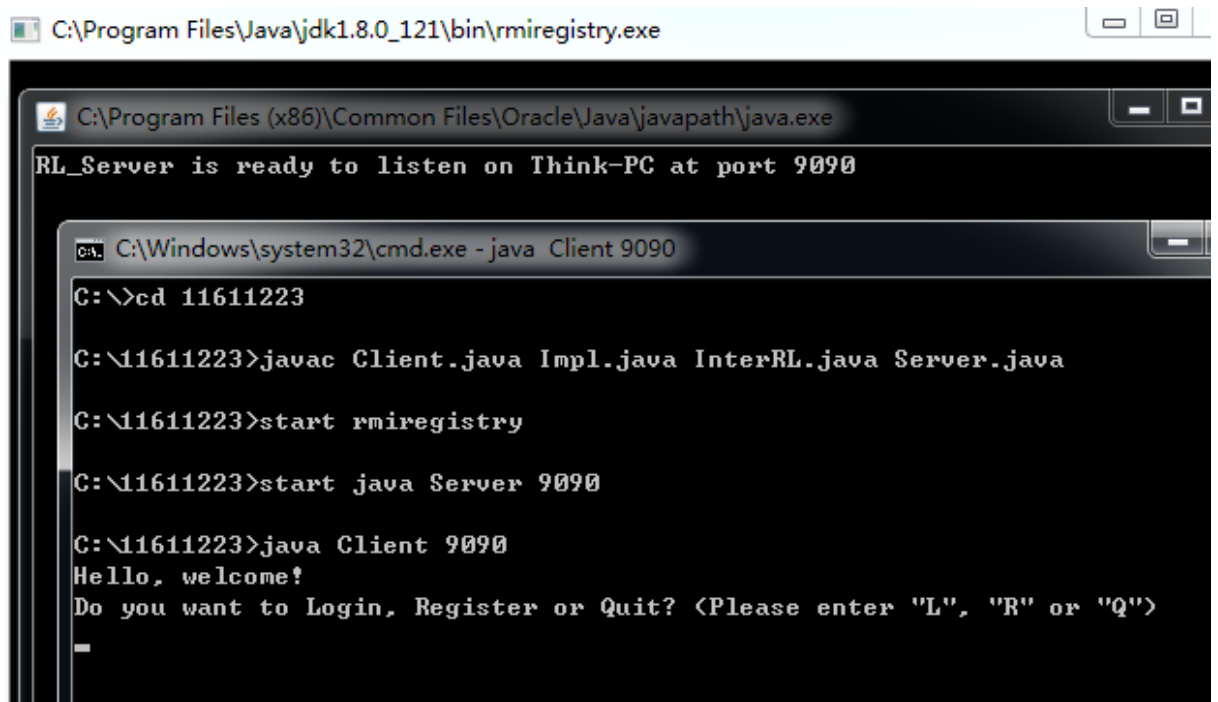 C:\Program Files\Java\jdk1.8.0_121\bin\rmiregistry.exe
C:\Program Files (x86)\Common Files\Oracle\Java\javapath\java.exe
RL_Server is ready to listen on Think-PC at port 9090
C:\Windows\system32\cmd.exe - java  Client 9090
C:\>cd 11611223
C:\11611223>javac Client.java Impl.java InterRL.java Server.java
C:\11611223>start rmiregistry
C:\11611223>start java Server 9090
C:\11611223>java Client 9090
Hello, welcome!
Do you want to Login, Register or Quit? (Please enter "L", "R" or "Q")